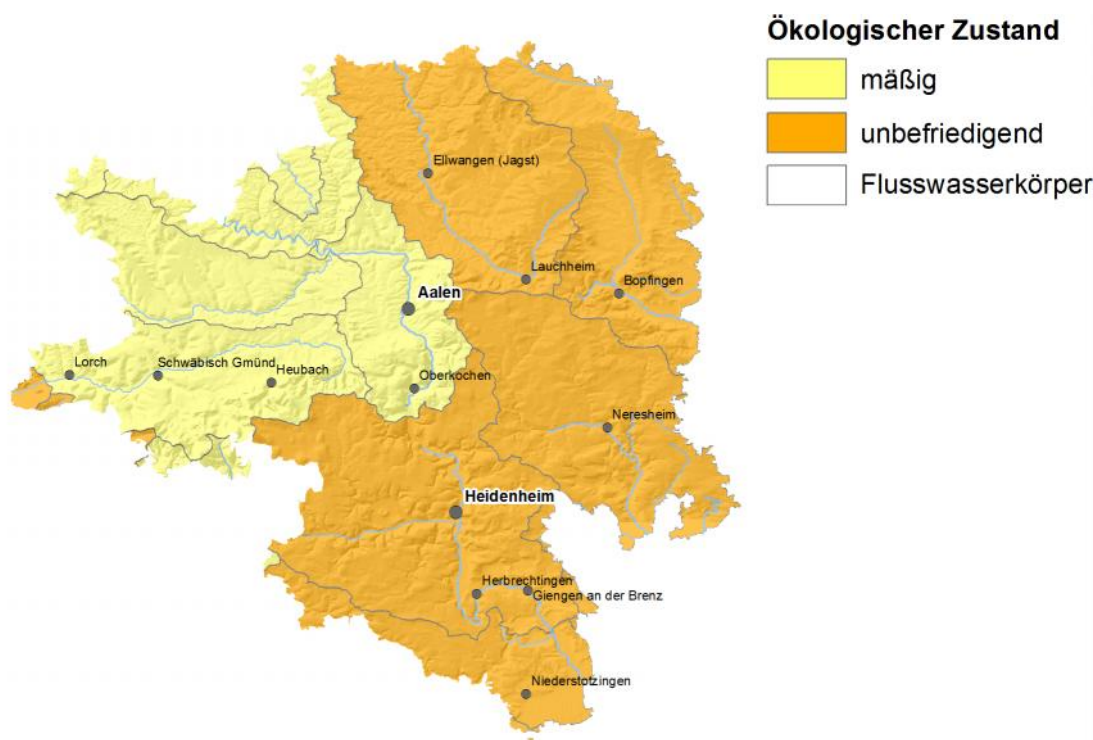 Ökologischer Zustand
mäßig
unbefriedigend
Flusswasserkörper
Ellwangen (Jagst)
Lauchheim
Bopfingen
Aalen
Lorch
Schwäbisch Gmünd
Heubach
Oberkochen
Neresheim
Heidenheim
Herbrechtingen
Giengen an der Brenz
Niederstotzingen